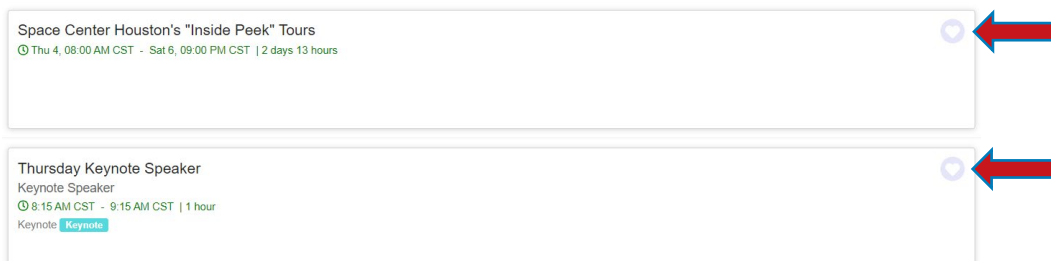 Space Center Houston's "Inside Peek" Tours
Thu 4, 08:00 AM CST - Sat 6, 09:00 PM CST | 2 days 13 hours
Thursday Keynote Speaker
Keynote Speaker
8:15 AM CST - 9:15 AM CST | 1 hour
Keynote Keynote